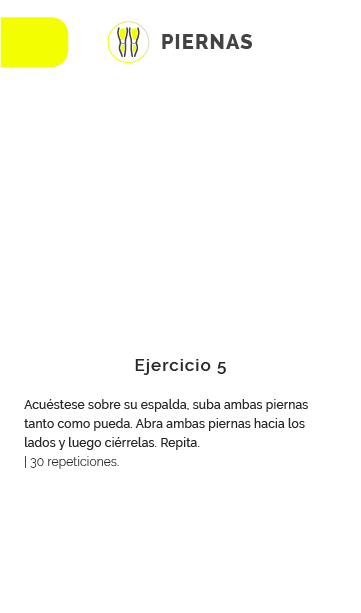 PIERNAS
Ejercicio 5
Acuéstese sobre su espalda, suba ambas piernas
tanto como pueda. Abra ambas piernas hacia los
lados y luego ciérrelas. Repita.
| 30 repeticiones.